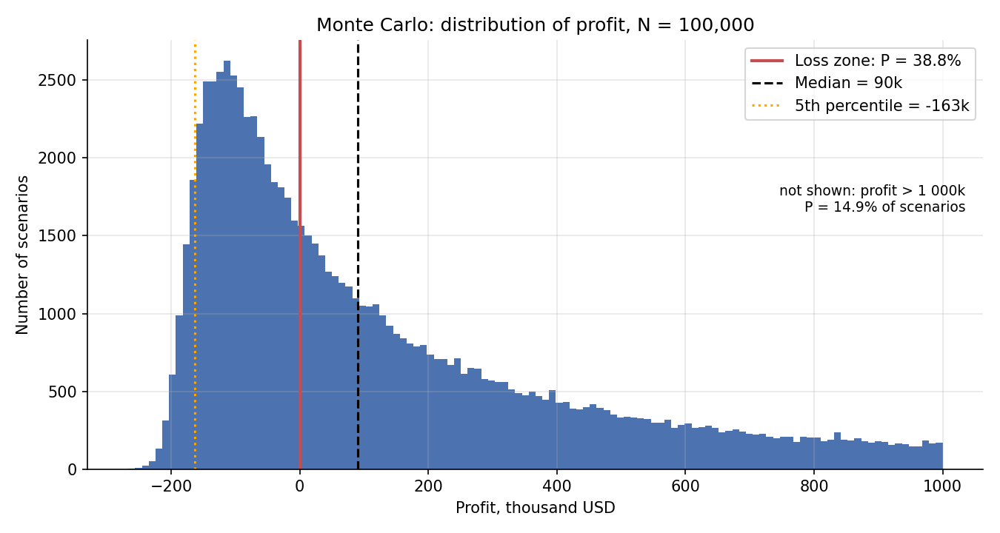 Monte Carlo: distribution of profit, N = 100,000
Loss zone: P = 38.8%
Median = 90k
5th percentile = -163k
not shown: profit > 1 000k
P = 14.9% of scenarios
Number of scenarios
2500
2000
1500
1000
500
0
−200
0
200
400
600
800
1000
Profit, thousand USD